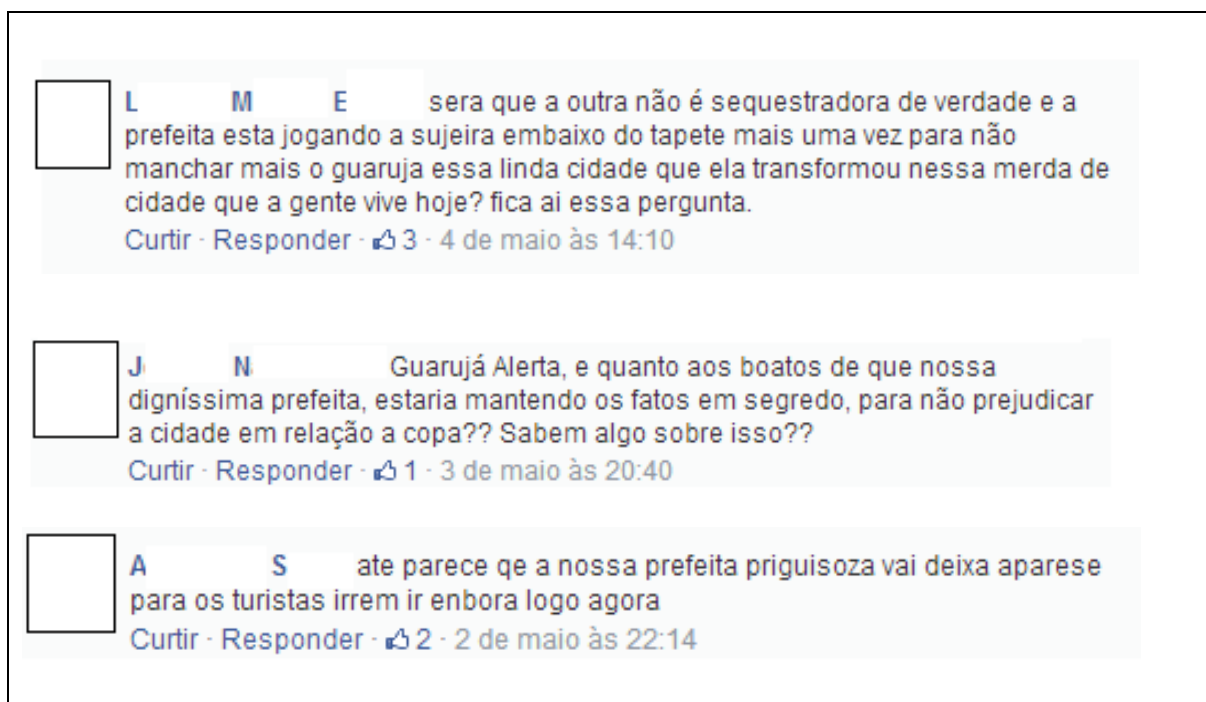 L M E sera que a outra não é sequestradora de verdade e a
prefeita esta jogando a sujeira embaixo do tapete mais uma vez para não
manchar mais o guaruja essa linda cidade que ela transformou nessa merda de
cidade que a gente vive hoje? fica ai essa pergunta.
Curtir · Responder · 3 · 4 de maio às 14:10
J N Guarujá Alerta, e quanto aos boatos de que nossa
digníssima prefeita, estaria mantendo os fatos em segredo, para não prejudicar
a cidade em relação a copa?? Sabem algo sobre isso??
Curtir · Responder · 1 · 3 de maio às 20:40
A S ate parece qe a nossa prefeita priguisoza vai deixa aparese
para os turistas irrem ir enbora logo agora
Curtir · Responder · 2 · 2 de maio às 22:14